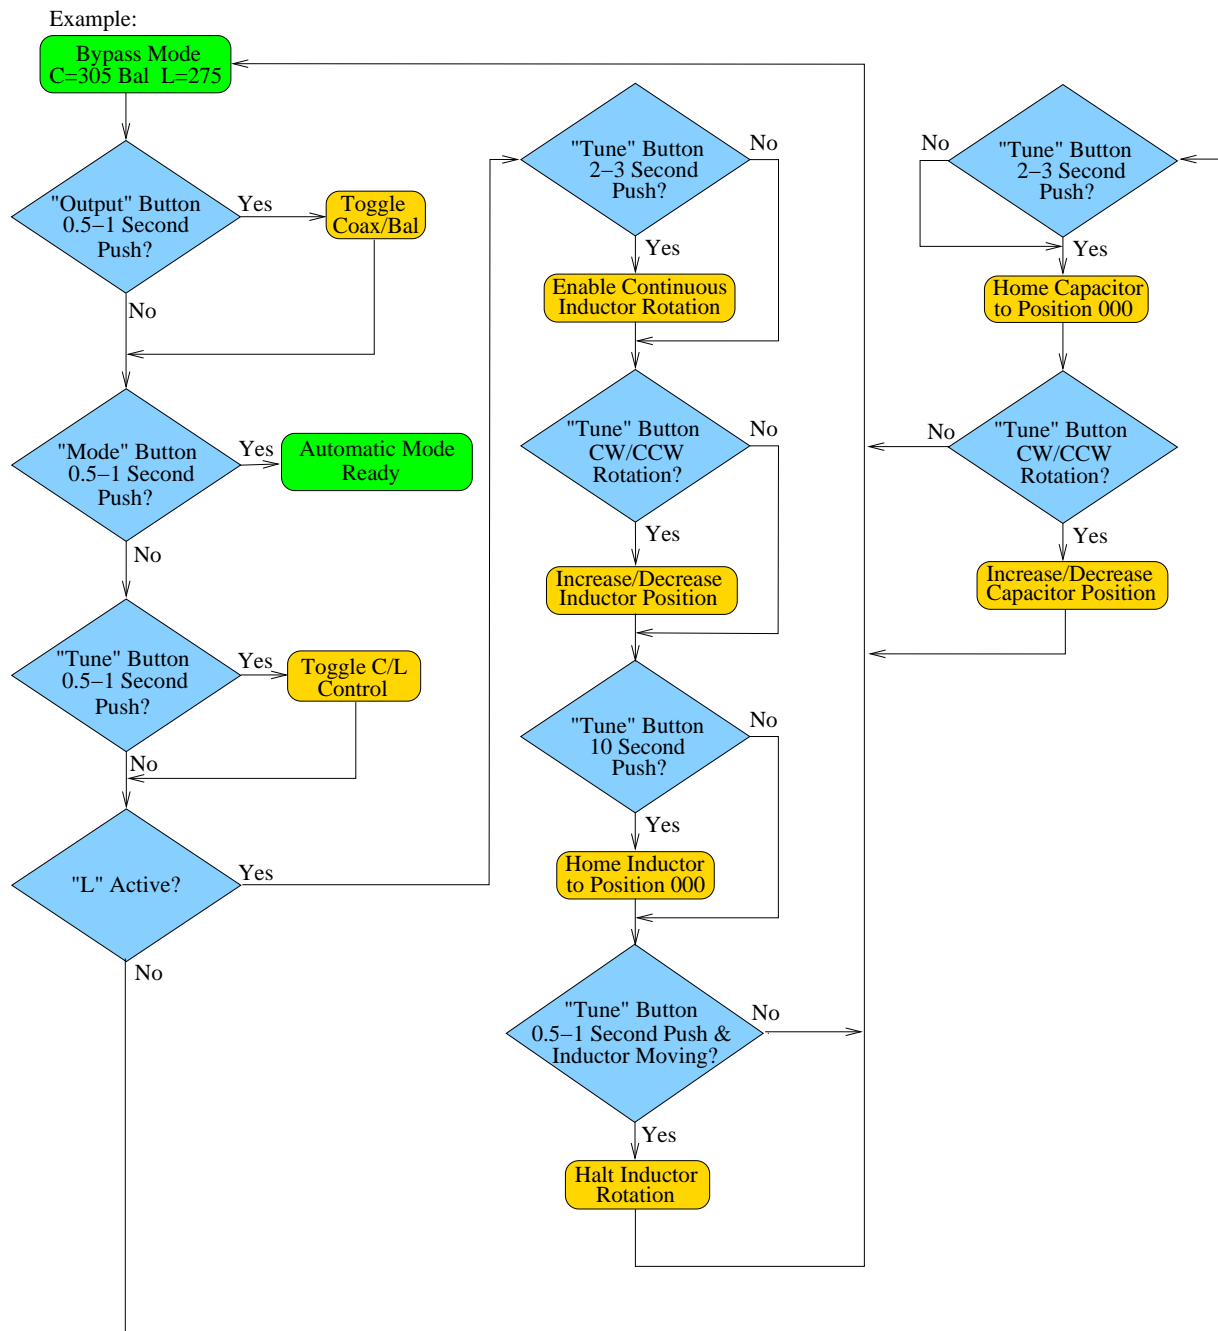 Example:
Bypass Mode
C=305 Bal L=275
"Output" Button
0.5−1 Second
Push?
Yes
Toggle
Coax/Bal
No
"Mode" Button
0.5−1 Second
Push?
Yes
Automatic Mode
Ready
No
"Tune" Button
0.5−1 Second
Push?
Yes
Toggle C/L
Control
No
"L" Active?
Yes
No
"Tune" Button
2−3 Second
Push?
No
Yes
Enable Continuous
Inductor Rotation
"Tune" Button
CW/CCW
Rotation?
No
Yes
Increase/Decrease
Inductor Position
"Tune" Button
10 Second
Push?
No
Yes
Home Inductor
to Position 000
"Tune" Button
0.5−1 Second Push &
Inductor Moving?
No
Yes
Halt Inductor
Rotation
"Tune" Button
2−3 Second
Push?
No
Yes
Home Capacitor
to Position 000
"Tune" Button
CW/CCW
Rotation?
No
Yes
Increase/Decrease
Capacitor Position